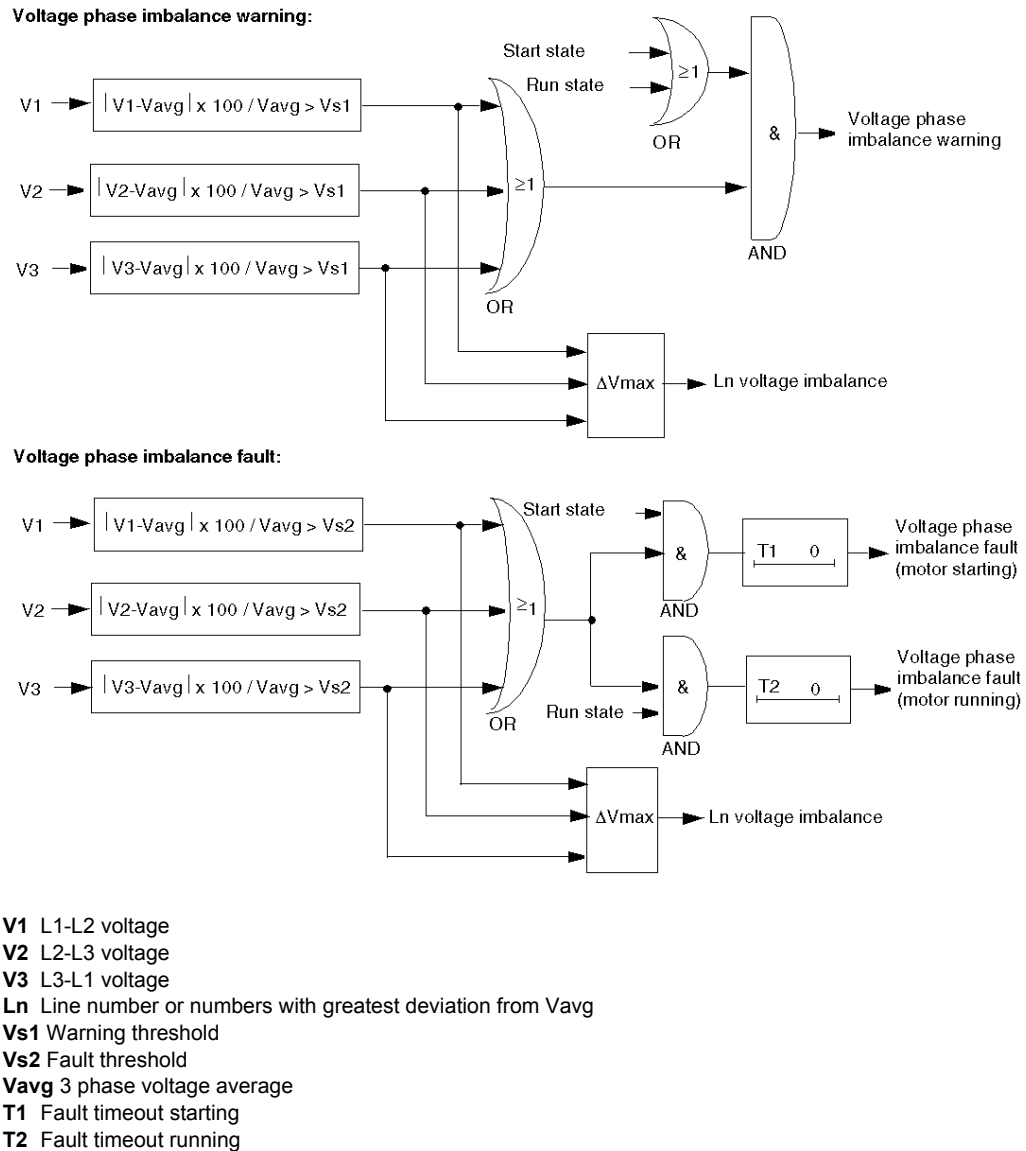 Voltage phase imbalance warning:
Start state
Run state
≥1
OR
V1
| V1-Vavg | x 100 / Vavg > Vs1
V2
| V2-Vavg | x 100 / Vavg > Vs1
V3
| V3-Vavg | x 100 / Vavg > Vs1
≥1
OR
&
AND
Voltage phase
imbalance warning
ΔVmax
Ln voltage imbalance
Voltage phase imbalance fault:
V1
| V1-Vavg | x 100 / Vavg > Vs2
V2
| V2-Vavg | x 100 / Vavg > Vs2
V3
| V3-Vavg | x 100 / Vavg > Vs2
≥1
OR
Start state
&
AND
T1 0
Voltage phase
imbalance fault
(motor starting)
Run state
&
AND
T2 0
Voltage phase
imbalance fault
(motor running)
ΔVmax
Ln voltage imbalance
V1 L1-L2 voltage
V2 L2-L3 voltage
V3 L3-L1 voltage
Ln Line number or numbers with greatest deviation from Vavg
Vs1 Warning threshold
Vs2 Fault threshold
Vavg 3 phase voltage average
T1 Fault timeout starting
T2 Fault timeout running